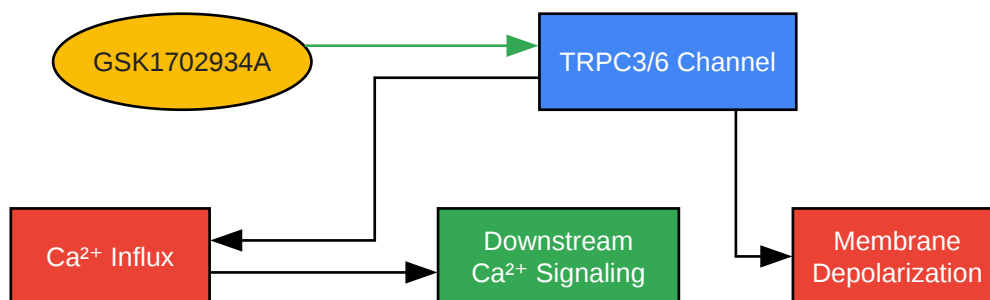 GSK1702934A
TRPC3/6 Channel
Ca²⁺ Influx
Downstream
Ca²⁺ Signaling
Membrane
Depolarization